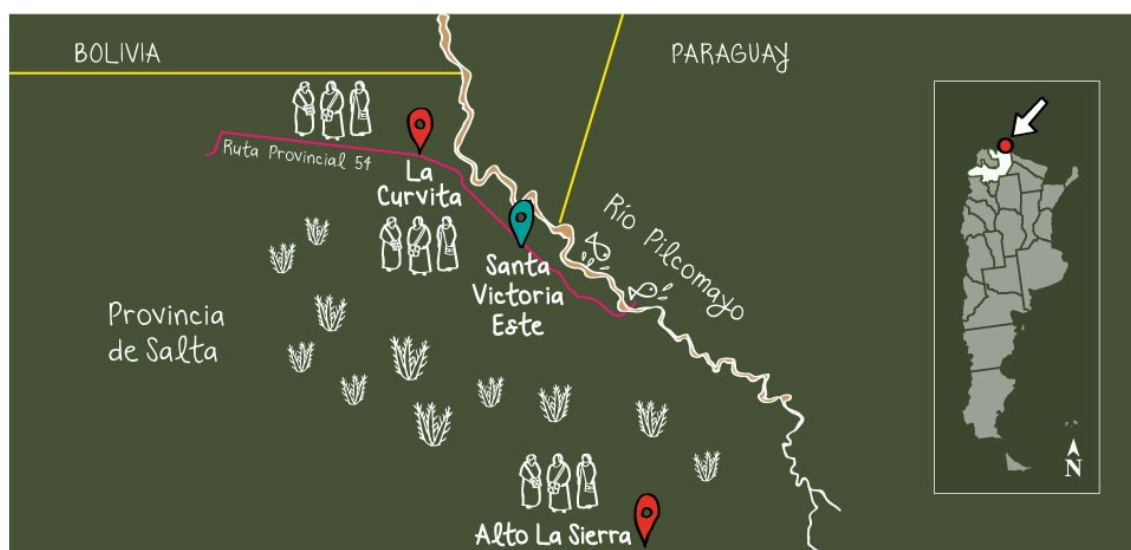 BOLIVIA
PARAGUAY
Ruta Provincial 54
La
Curvita
Santa
Victoria
Este
Río Pilcomayo
Provincia
de Salta
Alto La Sierra
N